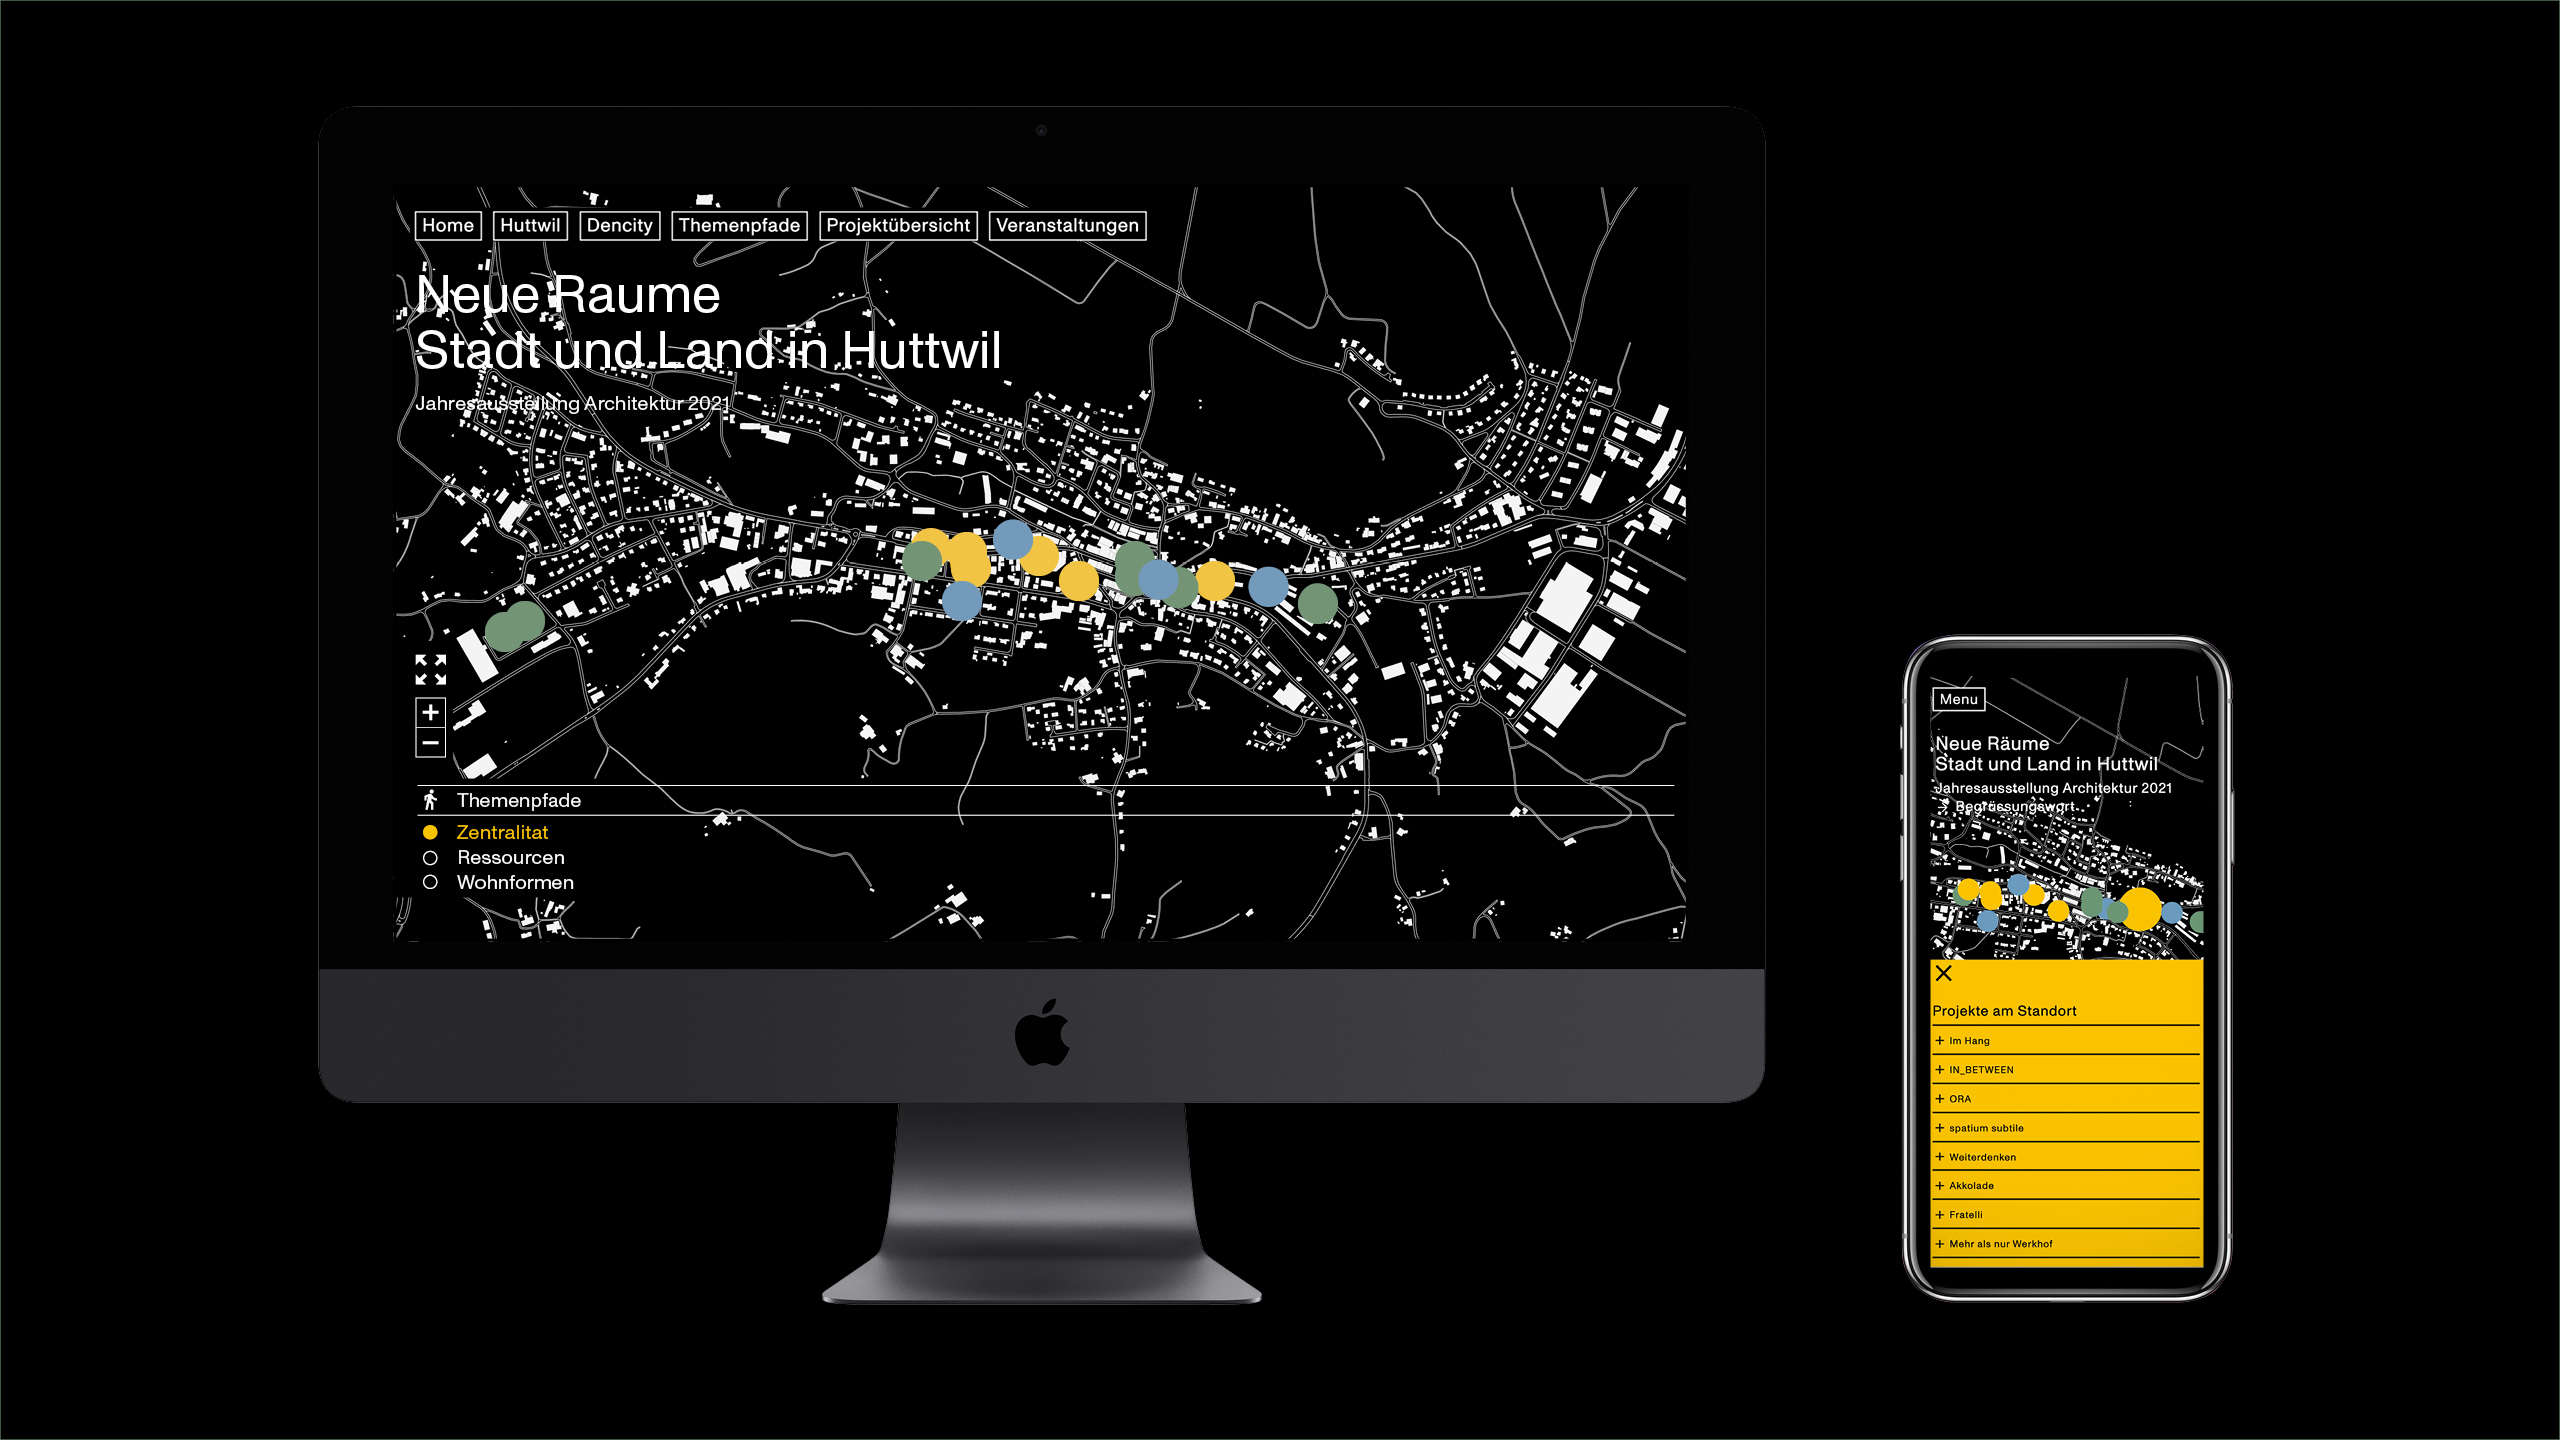 Home Huttwil Dencity Themenpfade Projektübersicht Veranstaltungen
Neue Raume
Stadt und Land in Huttwil
Jahresausstellung Architektur 2021
+
−
Themenpfade
Zentralitat
Ressourcen
Wohnformen
Menu
Neue Räume
Stadt und Land in Huttwil
Jahresausstellung Architektur 2021
Begrüssungswort
Projekte am Standort
+ Im Hang
+ IN_BETWEEN
+ ORA
+ spatium subtile
+ Weiterdenken
+ Akkolade
+ Fratelli
+ Mehr als nur Werkhof